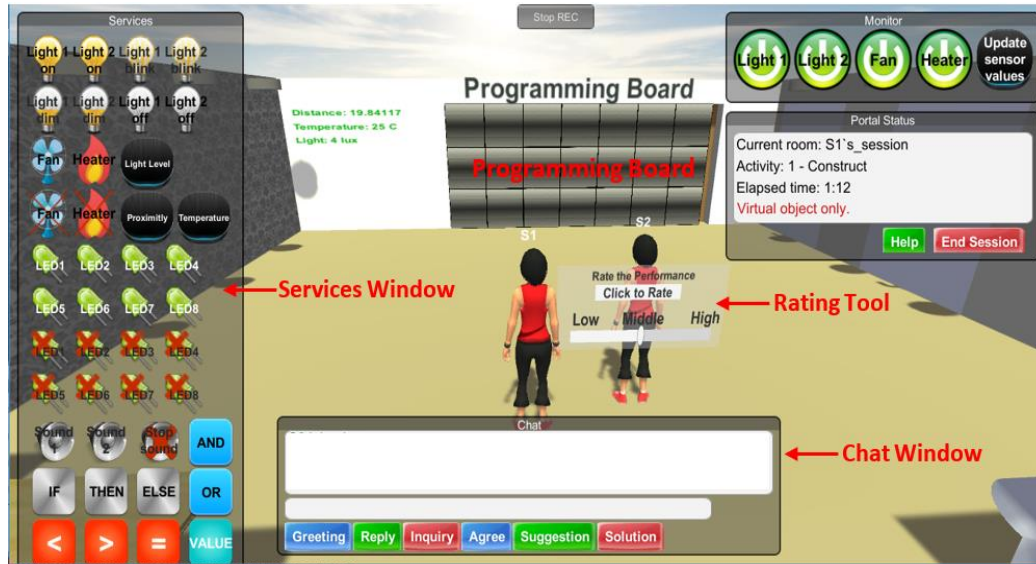 Services
Light 1 on
Light 2 on
Light 1 blink
Light 2 blink
Light 1 dim
Light 2 dim
Light 1 off
Light 2 off
Fan
Heater
Light Level
Fan
Heater
Proximitly
Temperature
LED1 LED2 LED3 LED4
LED5 LED6 LED7 LED8
LED1 LED2 LED3 LED4
LED5 LED6 LED7 LED8
Sound 1
Sound 2
Stop sound
AND
IF THEN ELSE OR
< > = VALUE
Services Window
Stop REC
Distance: 19.84117
Temperature: 25 C
Light: 4 lux
Programming Board
Programming Board
S1
S2
Rate the Performance
Click to Rate
Low Middle High
Rating Tool
Monitor
Light 1
Light 2
Fan
Heater
Update
sensor
values
Portal Status
Current room: S1`s_session
Activity: 1 - Construct
Elapsed time: 1:12
Virtual object only.
Help
End Session
Chat
Chat Window
Greeting Reply Inquiry Agree Suggestion Solution